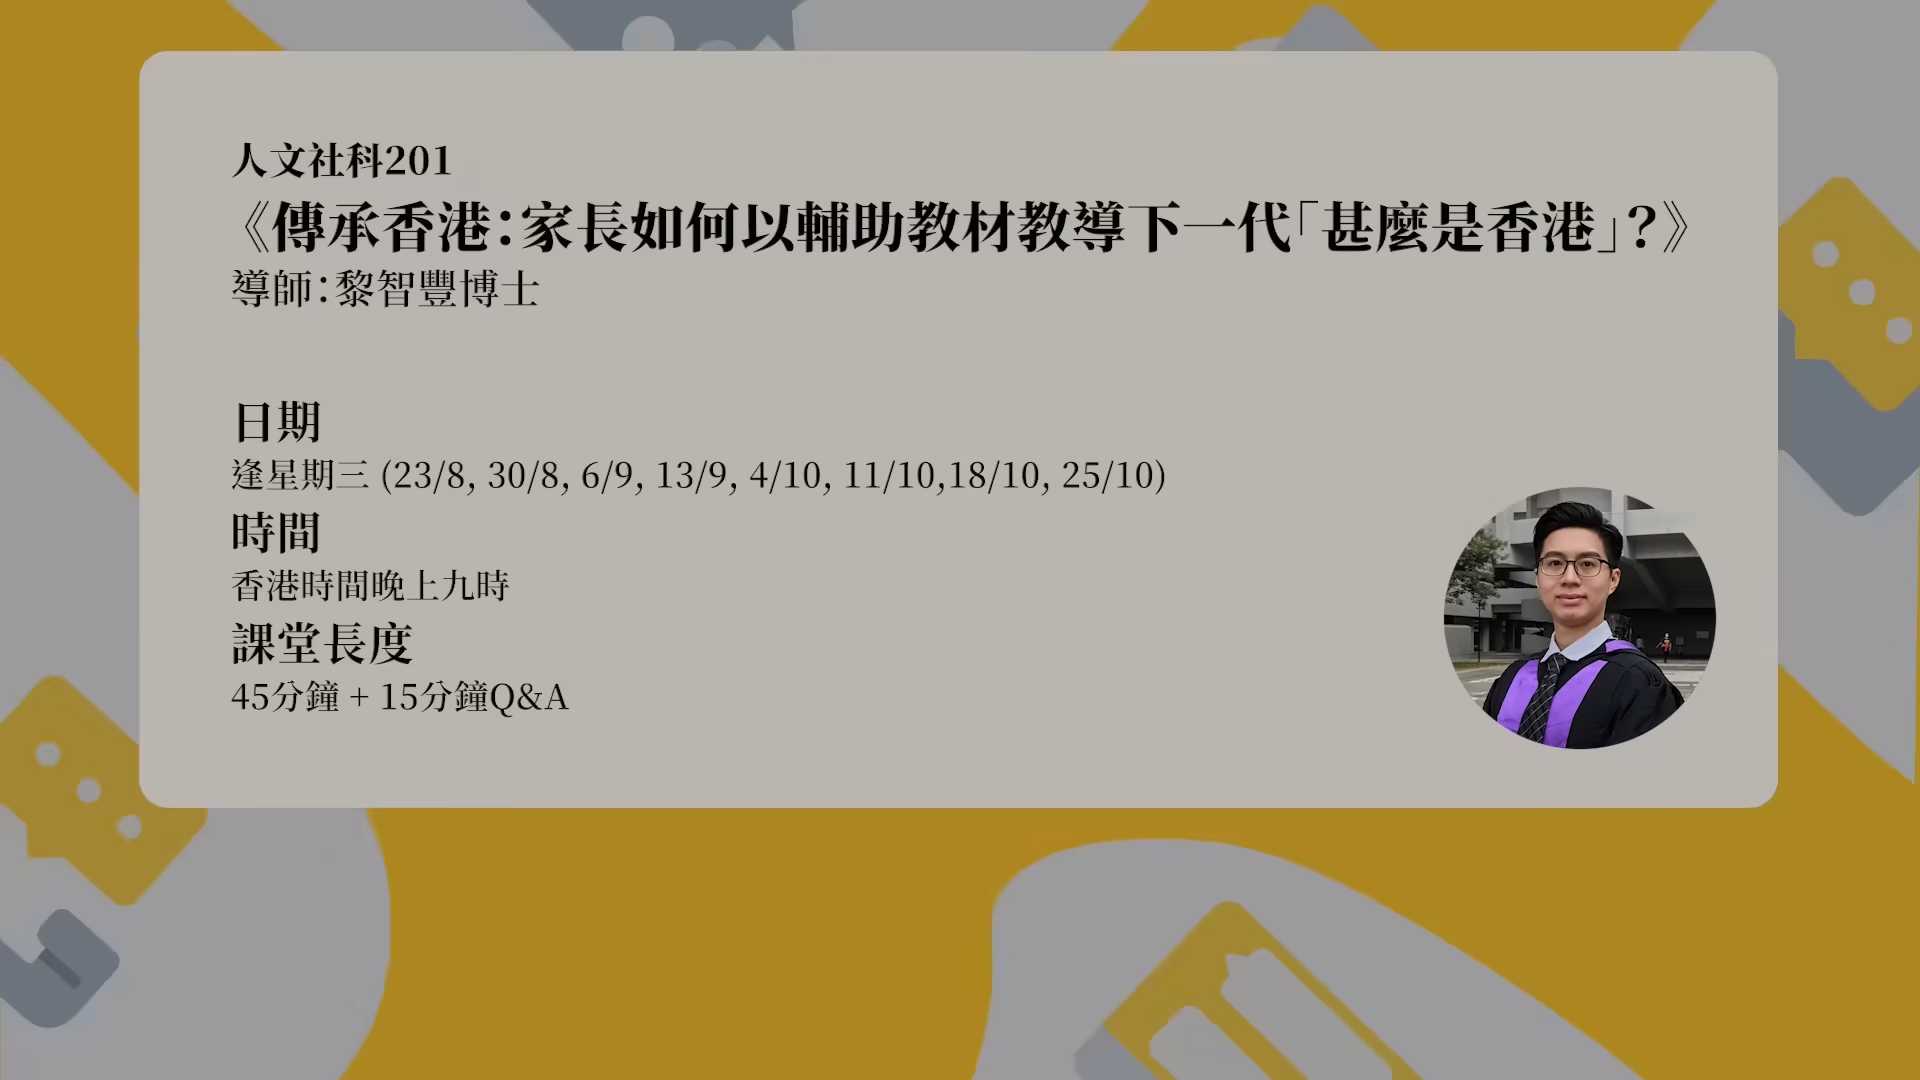 人文社科201
《傳承香港：家長如何以輔助教材教導下一代「甚麼是香港」？》
導師：黎智豐博士
日期
逢星期三 (23/8, 30/8, 6/9, 13/9, 4/10, 11/10,18/10, 25/10)
時間
香港時間晚上九時
課堂長度
45分鐘 + 15分鐘Q&A